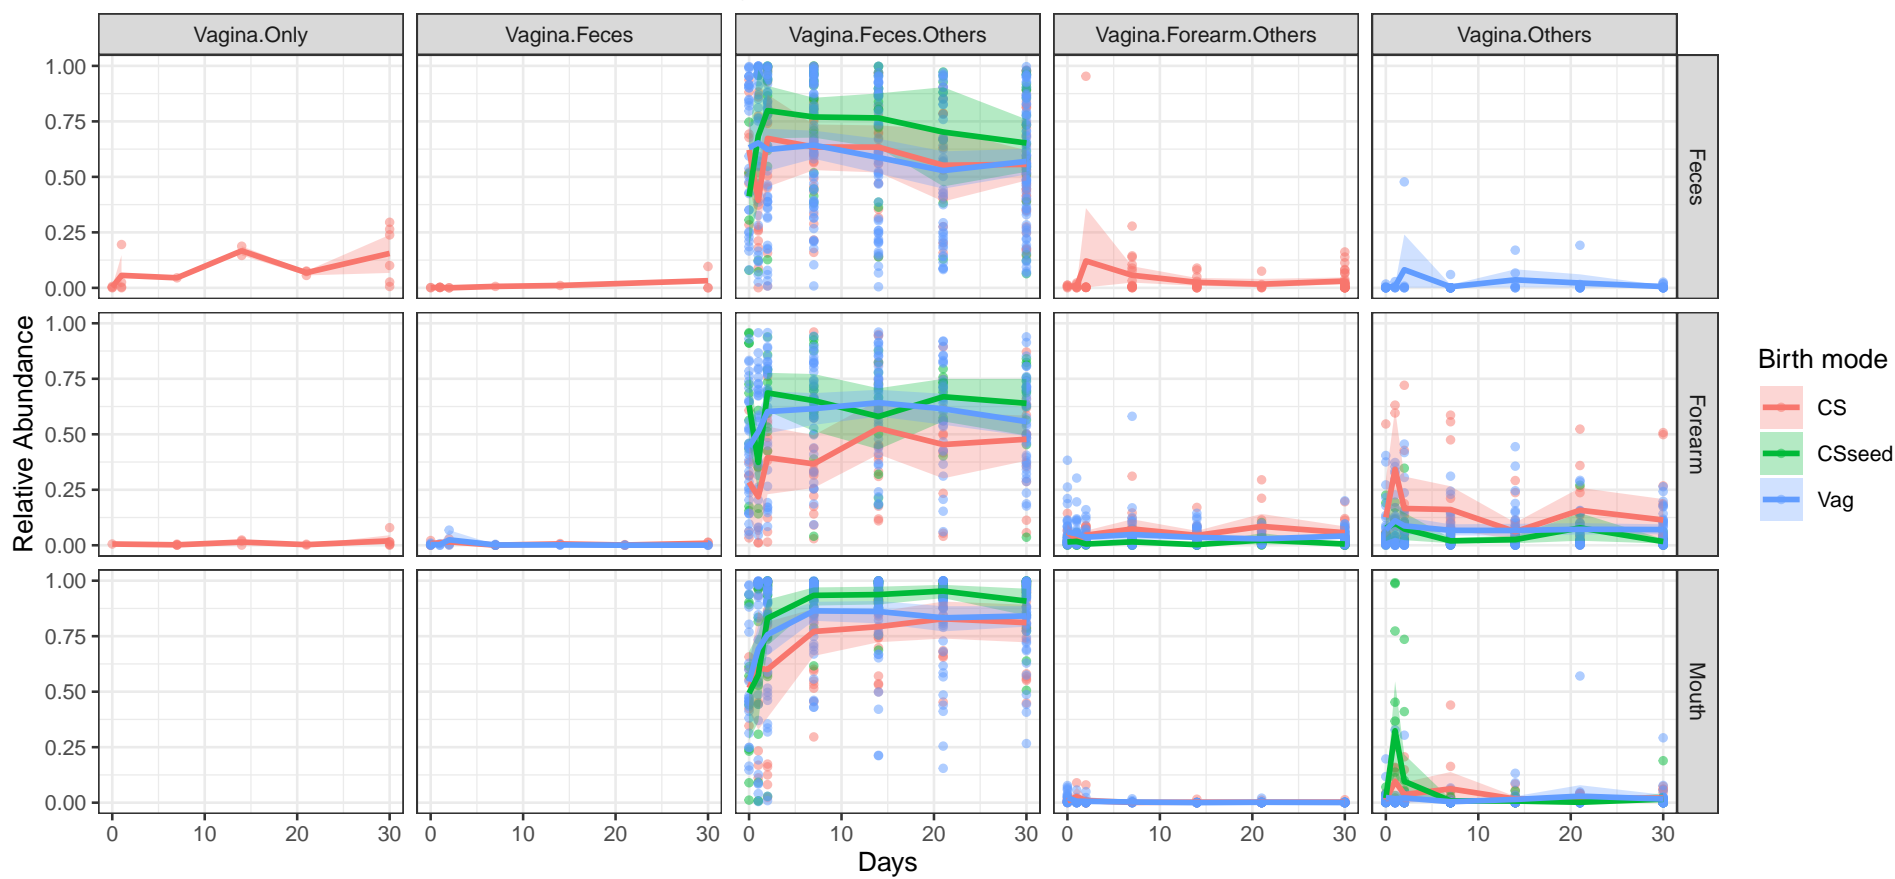 Vagina.Only Vagina.Feces Vagina.Feces.Others Vagina.Forearm.Others Vagina.Others
1.00
0.75
0.50
0.25
0.00
Feces
1.00
0.75
0.50
0.25
0.00
Forearm
1.00
0.75
0.50
0.25
0.00
Mouth
0 10 20 30 0 10 20 30 0 10 20 30 0 10 20 30 0 10 20 30
Days
Relative Abundance
Birth mode
CS
CSseed
Vag